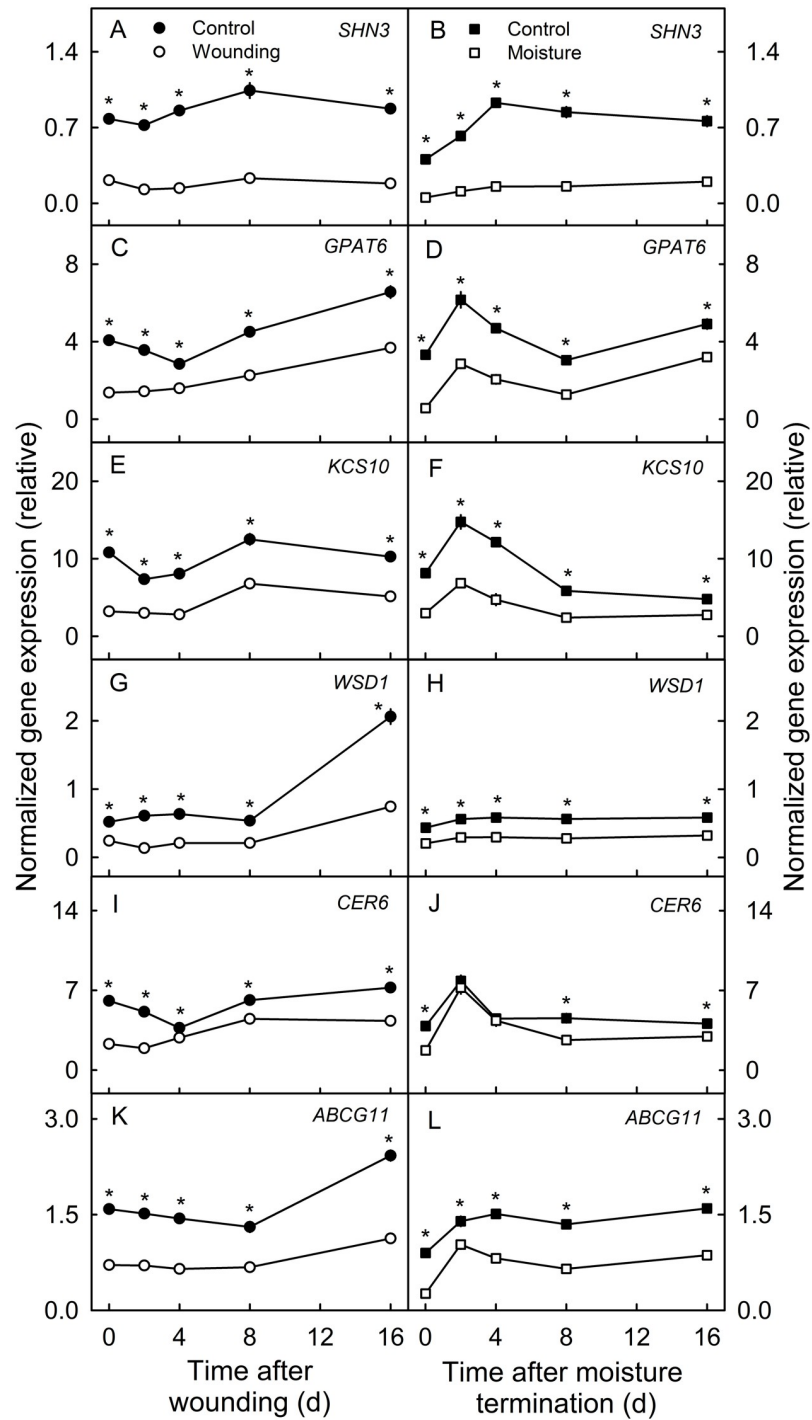 A Control SHN3
Wounding
B Control SHN3
Moisture
1.4
0.7
0.0
1.4
0.7
0.0
* * * * *
* * * * *
C GPAT6
D GPAT6
8
4
0
8
4
0
* * * * *
* * * * *
E KCS10
F KCS10
20
10
0
20
10
0
* * * * *
* * * * *
G WSD1
H WSD1
2
1
0
2
1
0
* * * * *
* * * * *
I CER6
J CER6
14
7
0
14
7
0
* * * * *
* * *
K ABCG11
L ABCG11
3.0
1.5
0.0
3.0
1.5
0.0
* * * * *
* * * * *
0 4 8 12 16
0 4 8 12 16
Time after
wounding (d)
Time after moisture
termination (d)
Normalized gene expression (relative)
Normalized gene expression (relative)